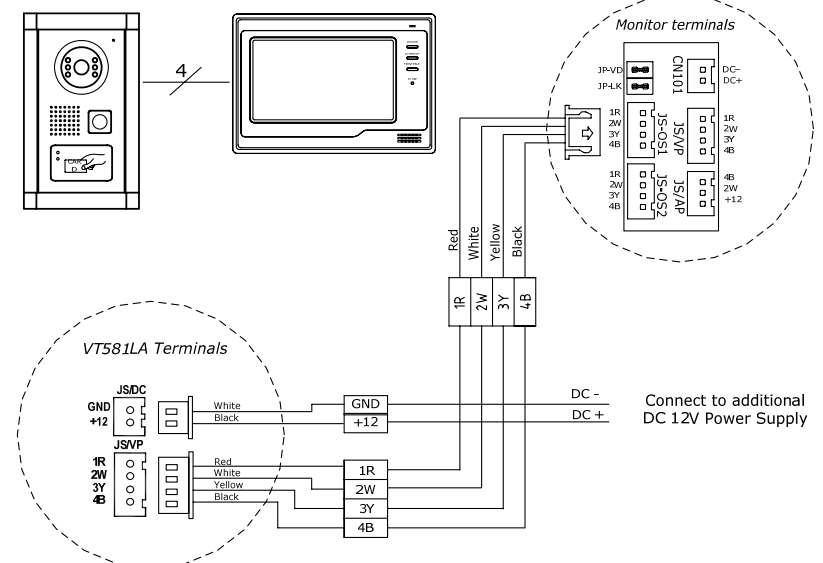 4
CAR
D
Monitor terminals
JP-VD
JP-LK
CN101
DC-
DC+
1R
2W
3Y
4B
JS-OS1
JS/VP
1R
2W
3Y
4B
1R
2W
3Y
4B
JS-OS2
JS/AP
4B
2W
+12
Red
White
Yellow
Black
1R
2W
3Y
4B
VT581LA Terminals
JS/DC
GND
+12
White
Black
GND
+12
DC -
DC +
Connect to additional
DC 12V Power Supply
JS/VP
1R
2W
3Y
4B
Red
White
Yellow
Black
1R
2W
3Y
4B